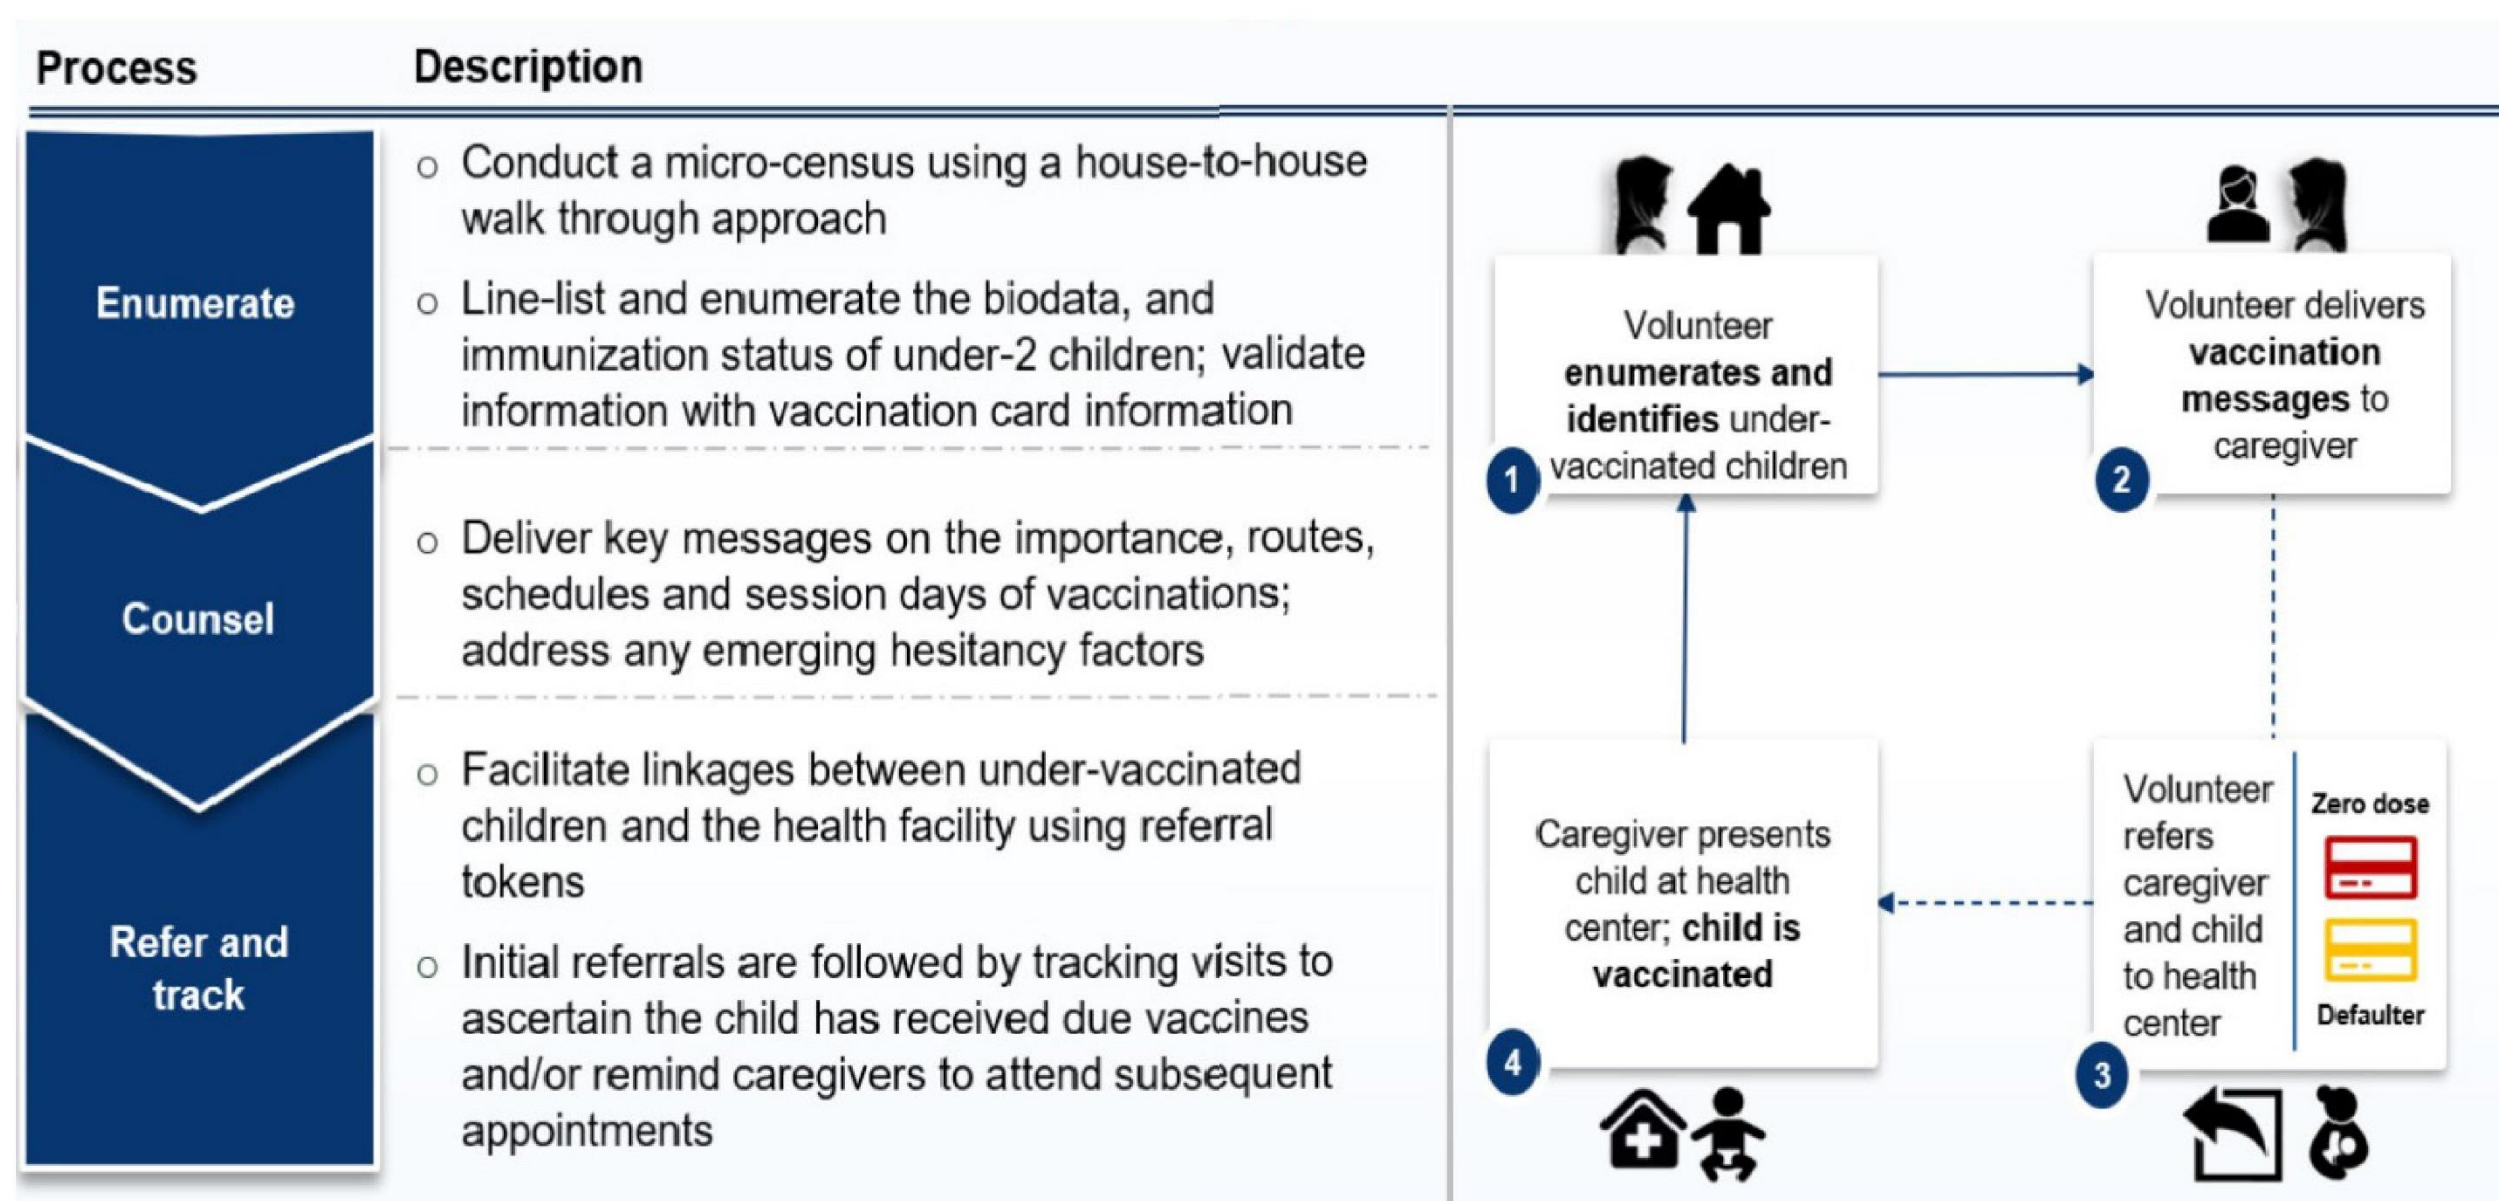 Process
Description
Enumerate
o Conduct a micro-census using a house-to-house
walk through approach
o Line-list and enumerate the biodata, and
immunization status of under-2 children; validate
information with vaccination card information
Counsel
o Deliver key messages on the importance, routes,
schedules and session days of vaccinations;
address any emerging hesitancy factors
Refer and
track
o Facilitate linkages between under-vaccinated
children and the health facility using referral
tokens
o Initial referrals are followed by tracking visits to
ascertain the child has received due vaccines
and/or remind caregivers to attend subsequent
appointments
Volunteer
enumerates and
identifies under-
vaccinated children
1
Volunteer delivers
vaccination
messages to
caregiver
2
Volunteer
refers
caregiver
and child
to health
center
Zero dose
Defaulter
3
Caregiver presents
child at health
center; child is
vaccinated
4